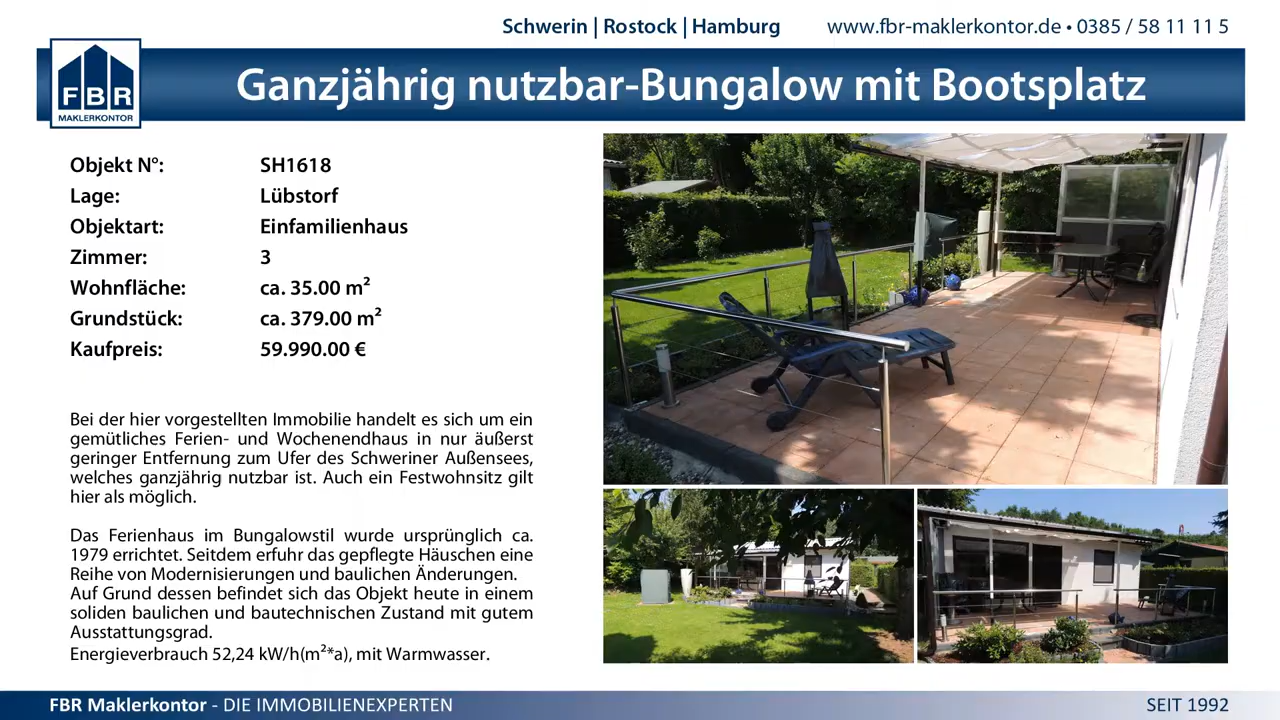 Schwerin | Rostock | Hamburg www.fbr-maklerkontor.de • 0385 / 58 11 11 5
FBR
MAKLERKONTOR
Ganzjährig nutzbar-Bungalow mit Bootsplatz
Objekt N°: SH1618
Lage: Lübstorf
Objektart: Einfamilienhaus
Zimmer: 3
Wohnfläche: ca. 35.00 m²
Grundstück: ca. 379.00 m²
Kaufpreis: 59.990.00 €
Bei der hier vorgestellten Immobilie handelt es sich um ein
gemütliches Ferien- und Wochenendhaus in nur äußerst
geringer Entfernung zum Ufer des Schweriner Außensees,
welches ganzjährig nutzbar ist. Auch ein Festwohnsitz gilt
hier als möglich.
Das Ferienhaus im Bungalowstil wurde ursprünglich ca.
1979 errichtet. Seitdem erfuhr das gepflegte Häuschen eine
Reihe von Modernisierungen und baulichen Änderungen.
Auf Grund dessen befindet sich das Objekt heute in einem
soliden baulichen und bautechnischen Zustand mit gutem
Ausstattungsgrad.
Energieverbrauch 52,24 kW/h(m²*a), mit Warmwasser.
FBR Maklerkontor - DIE IMMOBILIENEXPERTEN SEIT 1992